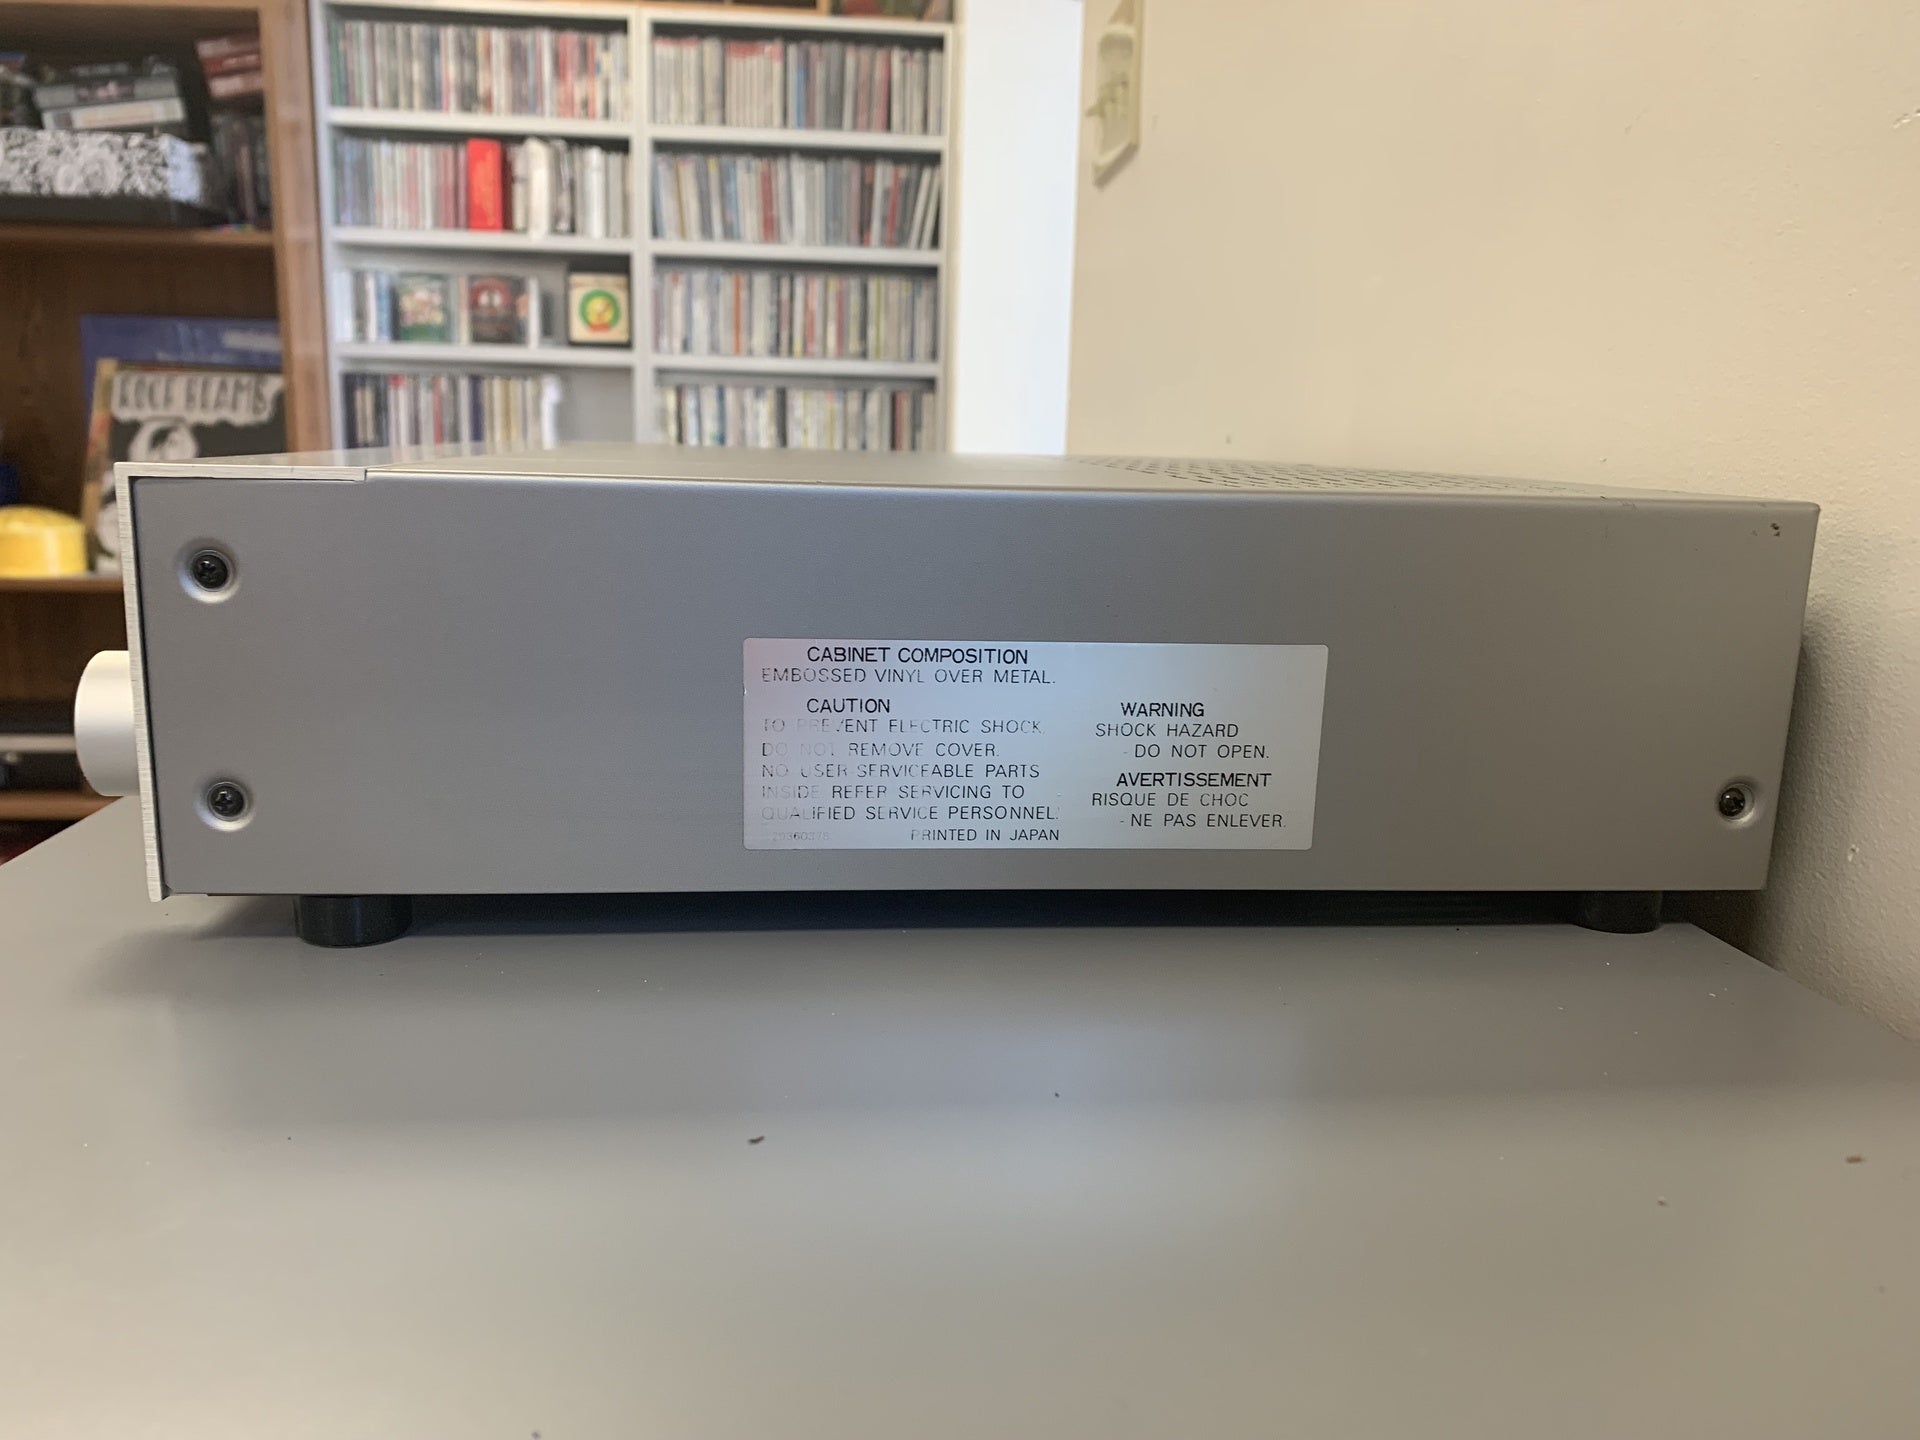 CABINET COMPOSITION
EMBOSSED VINYL OVER METAL.
CAUTION
TO PREVENT ELECTRIC SHOCK
DO NOT REMOVE COVER.
NO USER SERVICEABLE PARTS
INSIDE REFER SERVICING TO
QUALIFIED SERVICE PERSONNEL.
PRINTED IN JAPAN
WARNING
SHOCK HAZARD
- DO NOT OPEN.
AVERTISSEMENT
RISQUE DE CHOC
- NE PAS ENLEVER.